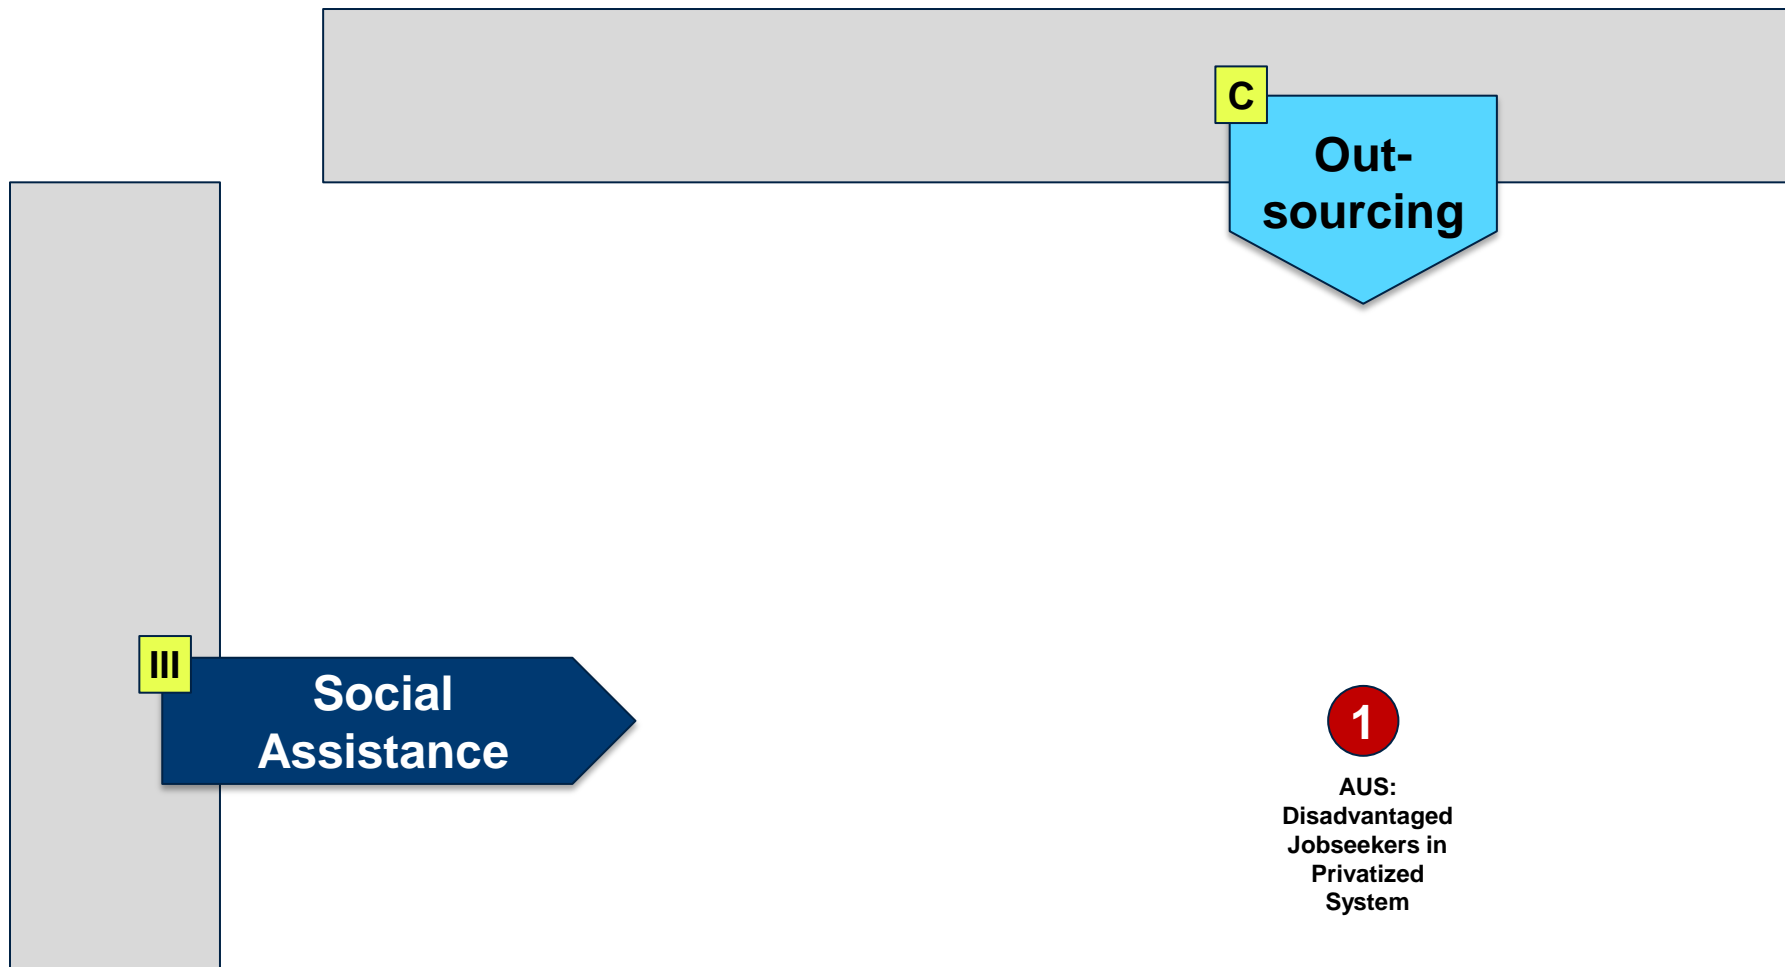 C
Out-
sourcing
III
Social
Assistance
1
AUS:
Disadvantaged
Jobseekers in
Privatized
System